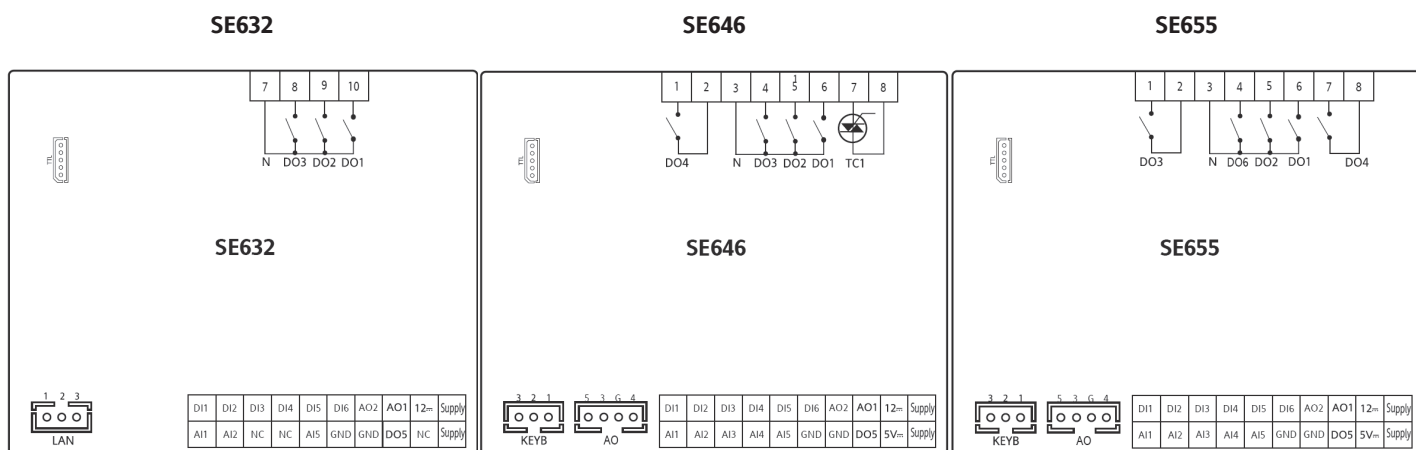 SE632 SE646 SE655
7 8 9 10
N DO3 DO2 DO1
TTL
SE632
1 2 3
LAN
DI1 DI2 DI3 DI4 DI5 DI6 AO2 AO1 12⎓ Supply
AI1 AI2 NC NC AI5 GND GND DO5 NC Supply
1 2 3 4 5 6 7 8
1
DO4 N DO3 DO2 DO1 TC1
TTL
SE646
3 2 1 5 3 G 4
KEYB AO
DI1 DI2 DI3 DI4 DI5 DI6 AO2 AO1 12⎓ Supply
AI1 AI2 AI3 AI4 AI5 GND GND DO5 5V⎓ Supply
1 2 3 4 5 6 7 8
DO3 N DO6 DO2 DO1 DO4
TTL
SE655
3 2 1 5 3 G 4
KEYB AO
DI1 DI2 DI3 DI4 DI5 DI6 AO2 AO1 12⎓ Supply
AI1 AI2 AI3 AI4 AI5 GND GND DO5 5V⎓ Supply